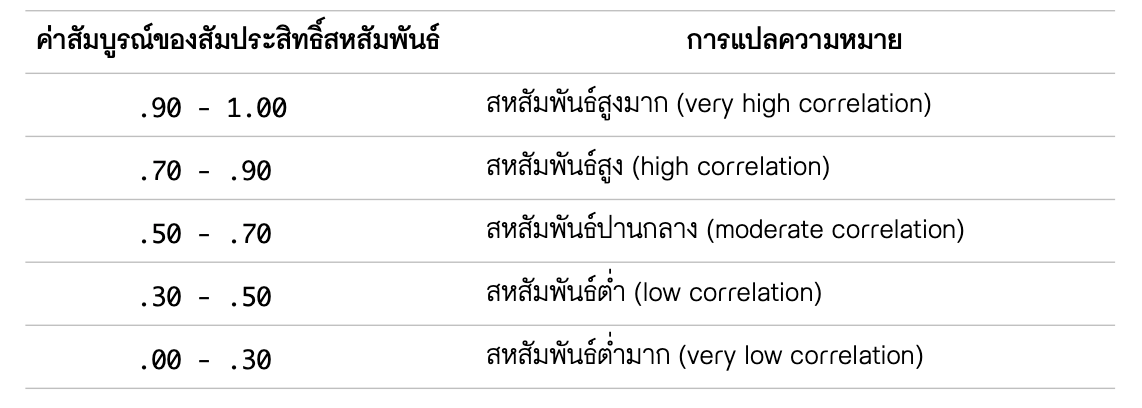 ค่าสัมบูรณ์ของสัมประสิทธิ์สหสัมพันธ์ การแปลความหมาย
.90 - 1.00 สหสัมพันธ์สูงมาก (very high correlation)
.70 - .90 สหสัมพันธ์สูง (high correlation)
.50 - .70 สหสัมพันธ์ปานกลาง (moderate correlation)
.30 - .50 สหสัมพันธ์ต่ำ (low correlation)
.00 - .30 สหสัมพันธ์ต่ำมาก (very low correlation)